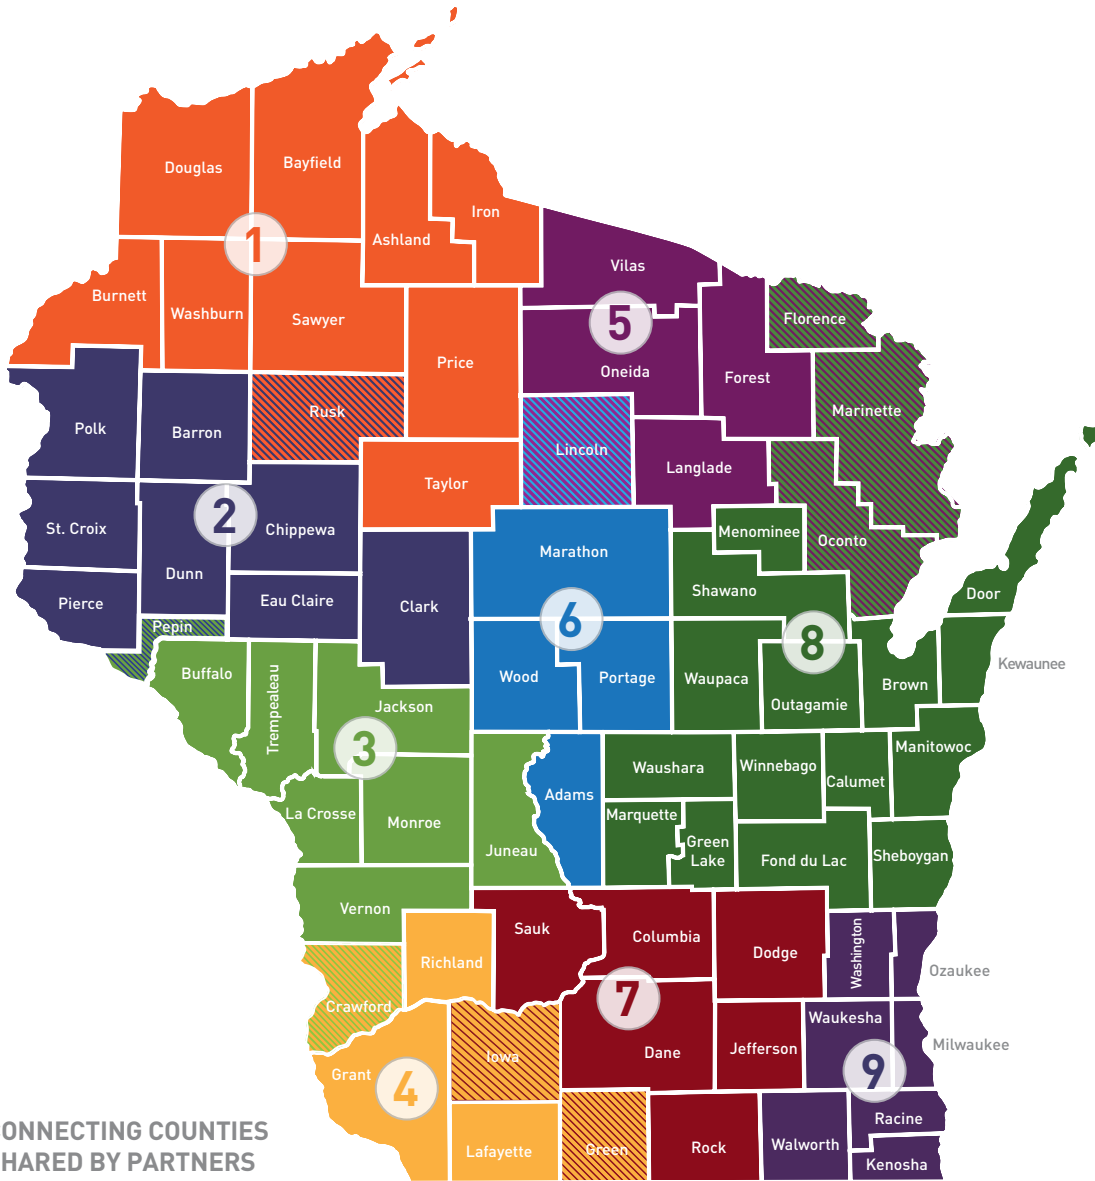 Douglas
Bayfield
Iron
Ashland
1
Vilas
Burnett
Washburn
Sawyer
Florence
5
Price
Oneida
Forest
Rusk
Marinette
Polk
Barron
Lincoln
Langlade
Taylor
2
St. Croix
Chippewa
Menominee
Oconto
Marathon
Dunn
Shawano
Door
Pierce
Eau Claire
Clark
6
Pepin
8
Kewaunee
Buffalo
Wood
Portage
Waupaca
Brown
Trempealeau
Jackson
Outagamie
3
Manitowoc
Waushara
Winnebago
Calumet
Adams
La Crosse
Monroe
Marquette
Juneau
Green
Lake
Fond du Lac
Sheboygan
Vernon
Sauk
Columbia
Dodge
Washington
Richland
Ozaukee
7
Crawford
Waukesha
Iowa
Dane
Jefferson
Milwaukee
Grant
4
9
Racine
ONNECTING COUNTIES
HARED BY PARTNERS
Lafayette
Green
Rock
Walworth
Kenosha